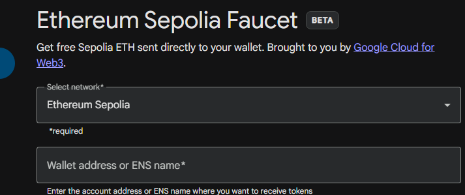 Ethereum Sepolia Faucet BETA
Get free Sepolia ETH sent directly to your wallet. Brought to you by Google Cloud for
Web3.
Select network*
Ethereum Sepolia
*required
Wallet address or ENS name*
Enter the account address or ENS name where you want to receive tokens